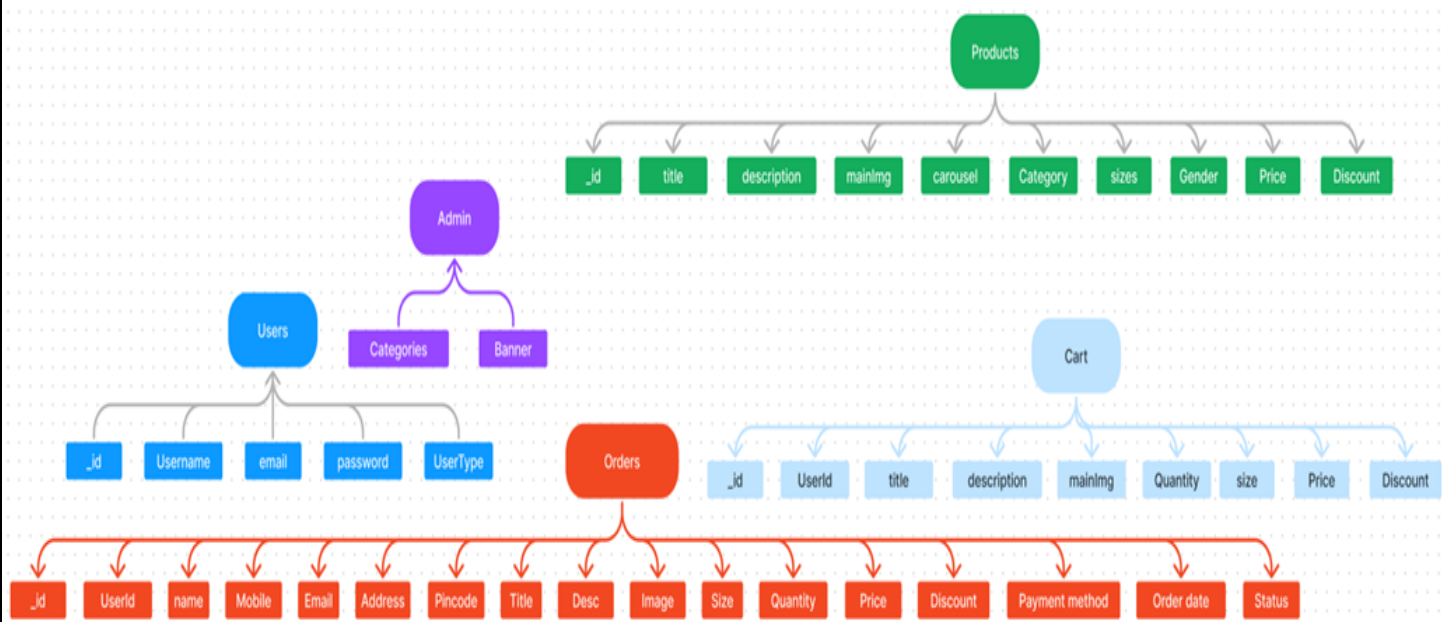 Products
_id title description mainImg carousel Category sizes Gender Price Discount
Admin
Categories Banner
Users
_id Username email password UserType
Cart
_id UserId title description mainImg Quantity size Price Discount
Orders
_id UserId name Mobile Email Address Pincode Title Desc Image Size Quantity Price Discount Payment method Order date Status